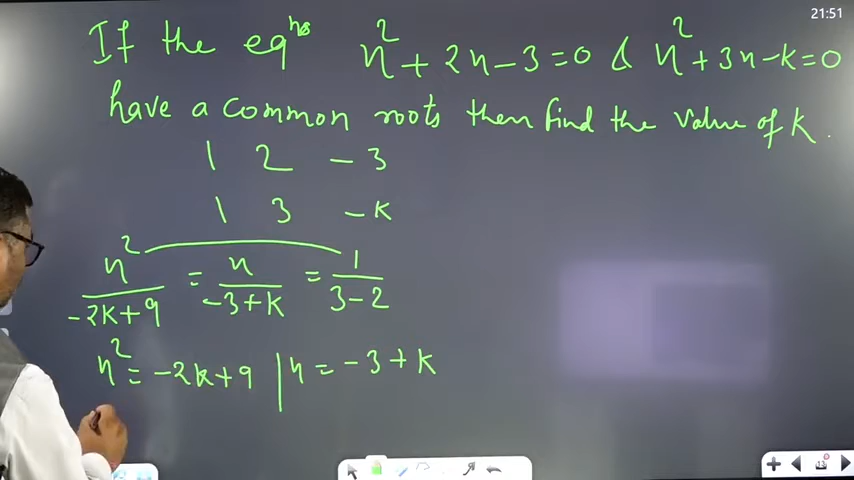 21:51
If the eqns x² + 2x - 3 = 0 & x² + 3x - k = 0
have a common roots then find the value of k.
1 2 -3
1 3 -k
x²/(-2k+9) = x/(-3+k) = 1/(3-2)
x² = -2k+9 | x = -3+k